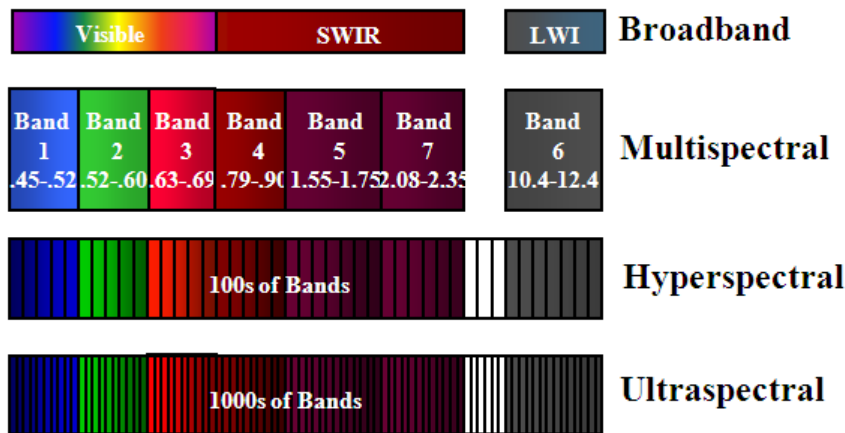 Visible SWIR LWI Broadband
Band Band Band Band Band Band Band
1 2 3 4 5 7 6 Multispectral
.45-.52 .52-.60 .63-.69 .79-.90 1.55-1.75 2.08-2.35 10.4-12.4
100s of Bands Hyperspectral
1000s of Bands Ultraspectral